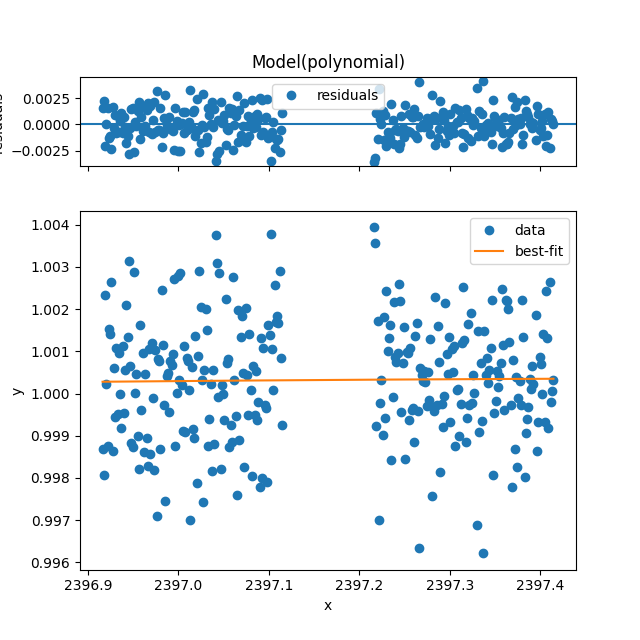 Model(polynomial)
residuals
0.0025
0.0000
−0.0025
residuals
1.004
1.003
1.002
1.001
1.000
0.999
0.998
0.997
0.996
y
data
best-fit
2396.9 2397.0 2397.1 2397.2 2397.3 2397.4
x